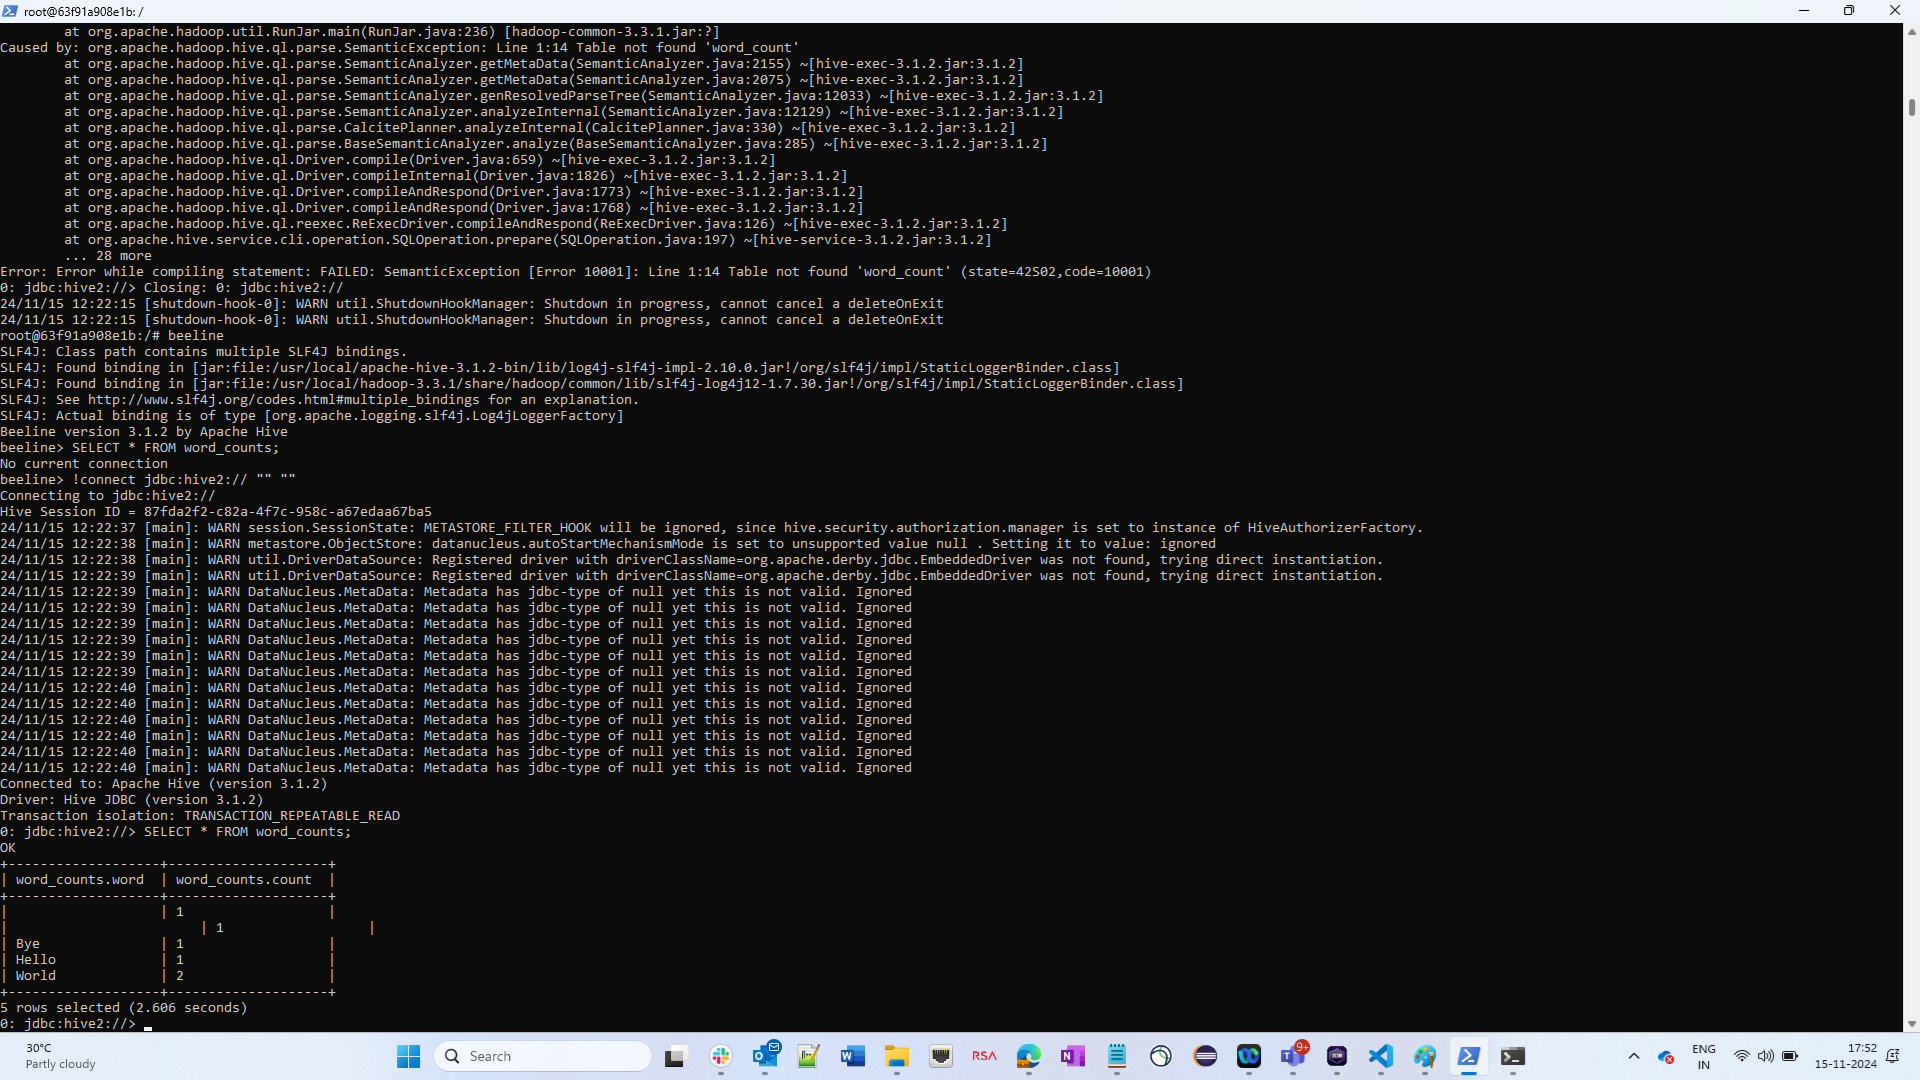 root@63f91a908e1b: /
        at org.apache.hadoop.util.RunJar.main(RunJar.java:236) [hadoop-common-3.3.1.jar:?]
Caused by: org.apache.hadoop.hive.ql.parse.SemanticException: Line 1:14 Table not found 'word_count'
        at org.apache.hadoop.hive.ql.parse.SemanticAnalyzer.getMetaData(SemanticAnalyzer.java:2155) ~[hive-exec-3.1.2.jar:3.1.2]
        at org.apache.hadoop.hive.ql.parse.SemanticAnalyzer.getMetaData(SemanticAnalyzer.java:2075) ~[hive-exec-3.1.2.jar:3.1.2]
        at org.apache.hadoop.hive.ql.parse.SemanticAnalyzer.genResolvedParseTree(SemanticAnalyzer.java:12033) ~[hive-exec-3.1.2.jar:3.1.2]
        at org.apache.hadoop.hive.ql.parse.SemanticAnalyzer.analyzeInternal(SemanticAnalyzer.java:12129) ~[hive-exec-3.1.2.jar:3.1.2]
        at org.apache.hadoop.hive.ql.parse.CalcitePlanner.analyzeInternal(CalcitePlanner.java:330) ~[hive-exec-3.1.2.jar:3.1.2]
        at org.apache.hadoop.hive.ql.parse.BaseSemanticAnalyzer.analyze(BaseSemanticAnalyzer.java:285) ~[hive-exec-3.1.2.jar:3.1.2]
        at org.apache.hadoop.hive.ql.Driver.compile(Driver.java:659) ~[hive-exec-3.1.2.jar:3.1.2]
        at org.apache.hadoop.hive.ql.Driver.compileInternal(Driver.java:1826) ~[hive-exec-3.1.2.jar:3.1.2]
        at org.apache.hadoop.hive.ql.Driver.compileAndRespond(Driver.java:1773) ~[hive-exec-3.1.2.jar:3.1.2]
        at org.apache.hadoop.hive.ql.Driver.compileAndRespond(Driver.java:1768) ~[hive-exec-3.1.2.jar:3.1.2]
        at org.apache.hadoop.hive.ql.reexec.ReExecDriver.compileAndRespond(ReExecDriver.java:126) ~[hive-exec-3.1.2.jar:3.1.2]
        at org.apache.hive.service.cli.operation.SQLOperation.prepare(SQLOperation.java:197) ~[hive-service-3.1.2.jar:3.1.2]
        ... 28 more
Error: Error while compiling statement: FAILED: SemanticException [Error 10001]: Line 1:14 Table not found 'word_count' (state=42S02,code=10001)
0: jdbc:hive2://> Closing: 0: jdbc:hive2://
24/11/15 12:22:15 [shutdown-hook-0]: WARN util.ShutdownHookManager: Shutdown in progress, cannot cancel a deleteOnExit
24/11/15 12:22:15 [shutdown-hook-0]: WARN util.ShutdownHookManager: Shutdown in progress, cannot cancel a deleteOnExit
root@63f91a908e1b:/# beeline
SLF4J: Class path contains multiple SLF4J bindings.
SLF4J: Found binding in [jar:file:/usr/local/apache-hive-3.1.2-bin/lib/log4j-slf4j-impl-2.10.0.jar!/org/slf4j/impl/StaticLoggerBinder.class]
SLF4J: Found binding in [jar:file:/usr/local/hadoop-3.3.1/share/hadoop/common/lib/slf4j-log4j12-1.7.30.jar!/org/slf4j/impl/StaticLoggerBinder.class]
SLF4J: See http://www.slf4j.org/codes.html#multiple_bindings for an explanation.
SLF4J: Actual binding is of type [org.apache.logging.slf4j.Log4jLoggerFactory]
Beeline version 3.1.2 by Apache Hive
beeline> SELECT * FROM word_counts;
No current connection
beeline> !connect jdbc:hive2:// "" ""
Connecting to jdbc:hive2://
Hive Session ID = 87fda2f2-c82a-4f7c-958c-a67edaa67ba5
24/11/15 12:22:37 [main]: WARN session.SessionState: METASTORE_FILTER_HOOK will be ignored, since hive.security.authorization.manager is set to instance of HiveAuthorizerFactory.
24/11/15 12:22:38 [main]: WARN metastore.ObjectStore: datanucleus.autoStartMechanismMode is set to unsupported value null . Setting it to value: ignored
24/11/15 12:22:38 [main]: WARN util.DriverDataSource: Registered driver with driverClassName=org.apache.derby.jdbc.EmbeddedDriver was not found, trying direct instantiation.
24/11/15 12:22:39 [main]: WARN util.DriverDataSource: Registered driver with driverClassName=org.apache.derby.jdbc.EmbeddedDriver was not found, trying direct instantiation.
24/11/15 12:22:39 [main]: WARN DataNucleus.MetaData: Metadata has jdbc-type of null yet this is not valid. Ignored
24/11/15 12:22:39 [main]: WARN DataNucleus.MetaData: Metadata has jdbc-type of null yet this is not valid. Ignored
24/11/15 12:22:39 [main]: WARN DataNucleus.MetaData: Metadata has jdbc-type of null yet this is not valid. Ignored
24/11/15 12:22:39 [main]: WARN DataNucleus.MetaData: Metadata has jdbc-type of null yet this is not valid. Ignored
24/11/15 12:22:39 [main]: WARN DataNucleus.MetaData: Metadata has jdbc-type of null yet this is not valid. Ignored
24/11/15 12:22:39 [main]: WARN DataNucleus.MetaData: Metadata has jdbc-type of null yet this is not valid. Ignored
24/11/15 12:22:40 [main]: WARN DataNucleus.MetaData: Metadata has jdbc-type of null yet this is not valid. Ignored
24/11/15 12:22:40 [main]: WARN DataNucleus.MetaData: Metadata has jdbc-type of null yet this is not valid. Ignored
24/11/15 12:22:40 [main]: WARN DataNucleus.MetaData: Metadata has jdbc-type of null yet this is not valid. Ignored
24/11/15 12:22:40 [main]: WARN DataNucleus.MetaData: Metadata has jdbc-type of null yet this is not valid. Ignored
24/11/15 12:22:40 [main]: WARN DataNucleus.MetaData: Metadata has jdbc-type of null yet this is not valid. Ignored
24/11/15 12:22:40 [main]: WARN DataNucleus.MetaData: Metadata has jdbc-type of null yet this is not valid. Ignored
Connected to: Apache Hive (version 3.1.2)
Driver: Hive JDBC (version 3.1.2)
Transaction isolation: TRANSACTION_REPEATABLE_READ
0: jdbc:hive2://> SELECT * FROM word_counts;
OK
+-------------------+--------------------+
| word_counts.word  | word_counts.count  |
+-------------------+--------------------+
|                   | 1                  |
|                        | 1                  |
| Bye               | 1                  |
| Hello             | 1                  |
| World             | 2                  |
+-------------------+--------------------+
5 rows selected (2.606 seconds)
0: jdbc:hive2://> _
30°C
Partly cloudy
Search
RSA
9+
ENG
IN
17:52
15-11-2024